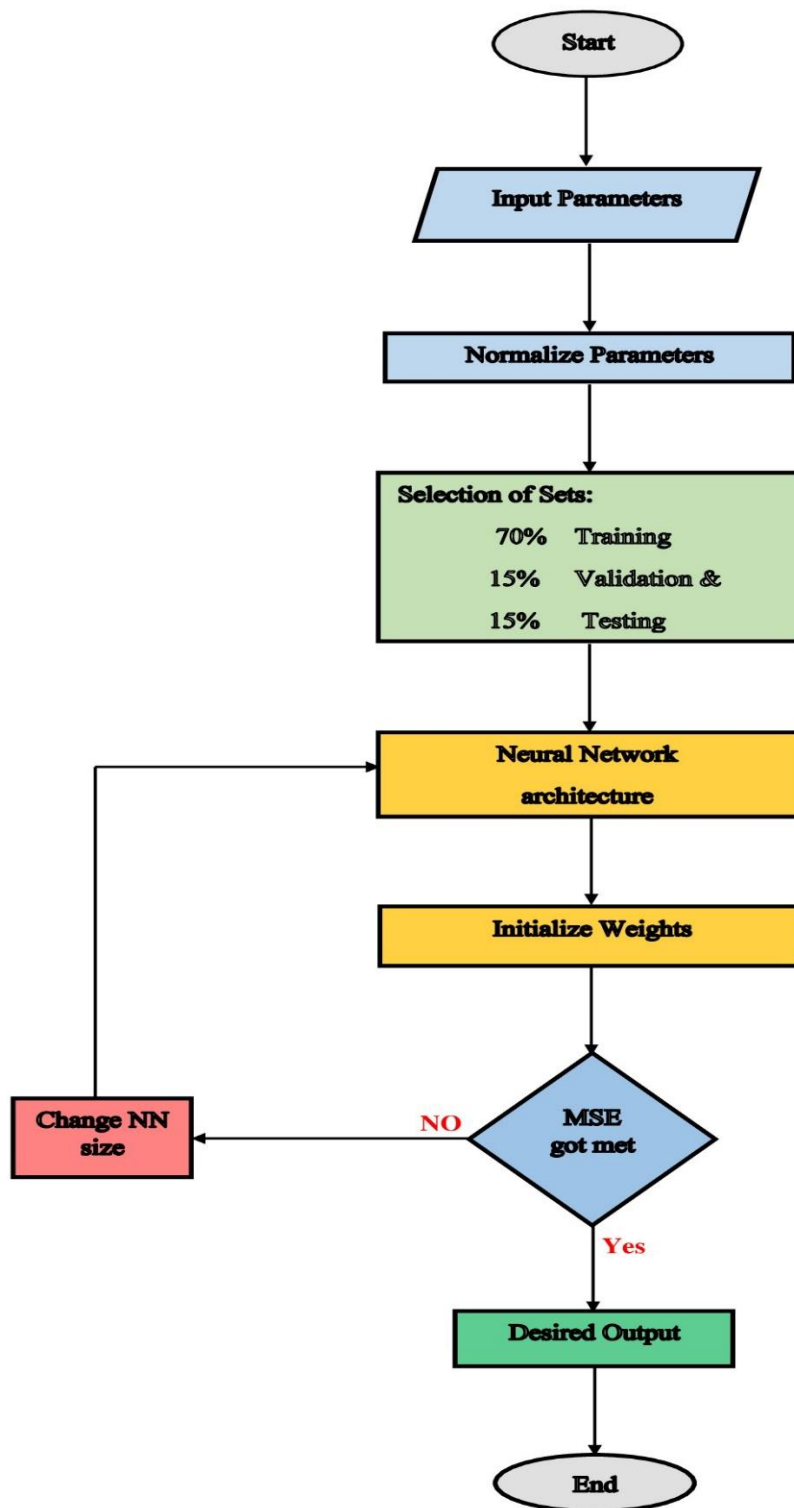 Start
Input Parameters
Normalize Parameters
Selection of Sets:
70% Training
15% Validation &
15% Testing
Neural Network
architecture
Initialize Weights
MSE
got met
NO
Change NN
size
Yes
Desired Output
End